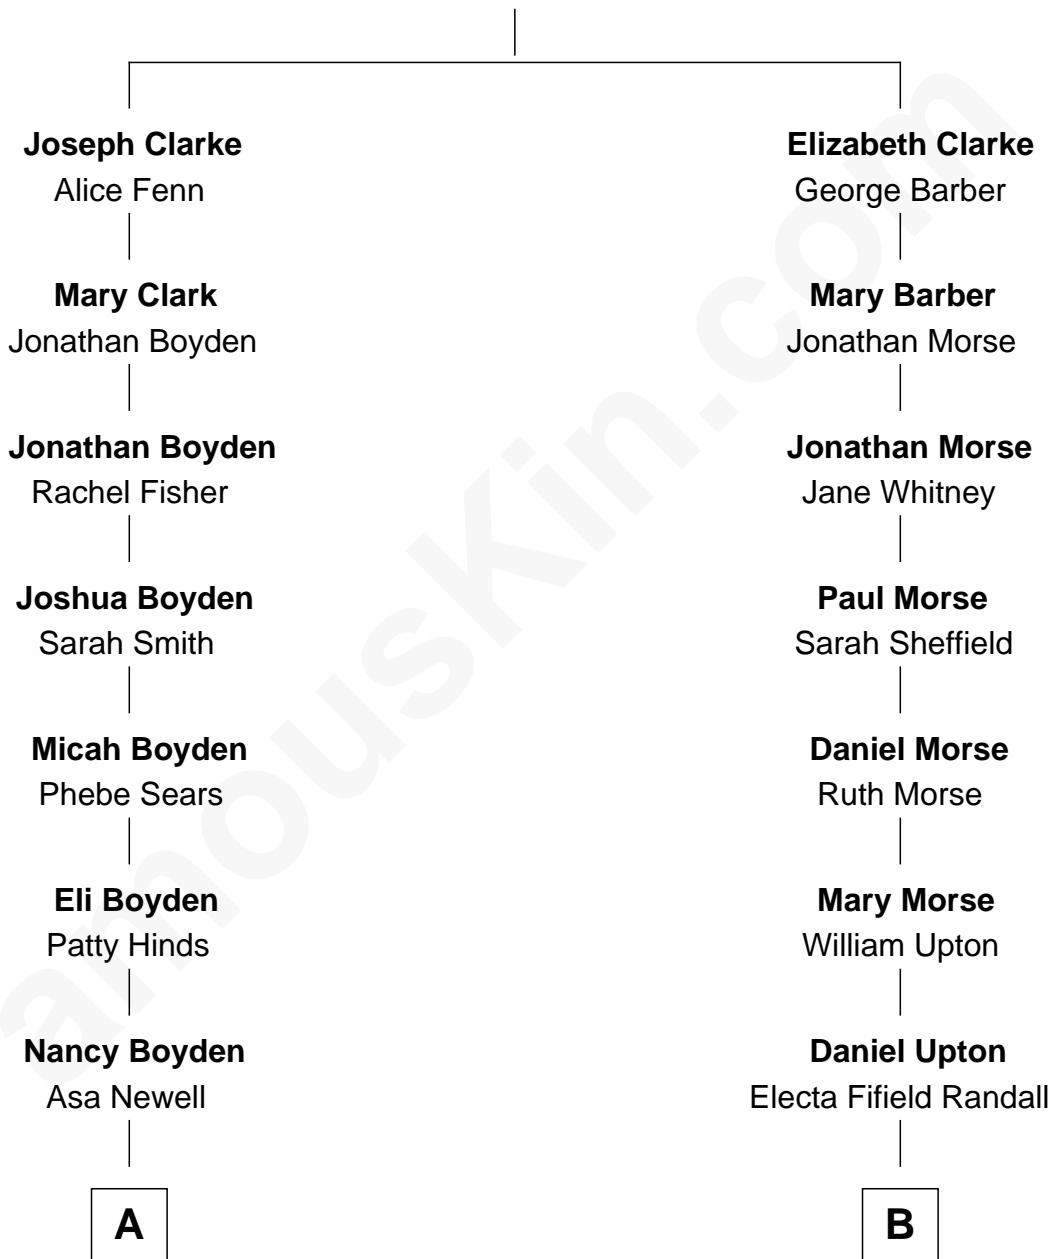 Joseph Clarke
Alice Fenn
Mary Clark
Jonathan Boyden
Jonathan Boyden
Rachel Fisher
Joshua Boyden
Sarah Smith
Micah Boyden
Phebe Sears
Eli Boyden
Patty Hinds
Nancy Boyden
Asa Newell
A
Elizabeth Clarke
George Barber
Mary Barber
Jonathan Morse
Jonathan Morse
Jane Whitney
Paul Morse
Sarah Sheffield
Daniel Morse
Ruth Morse
Mary Morse
William Upton
Daniel Upton
Electa Fifield Randall
B
amouskin.com